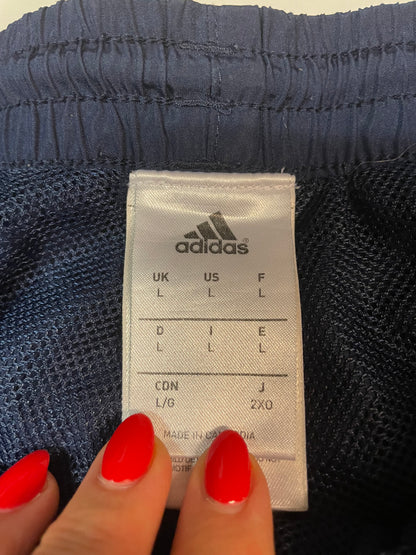 adidas
UK US F
L L L
D I E
L L L
CDN J
L/G 2XO
MADE IN CAMBODIA